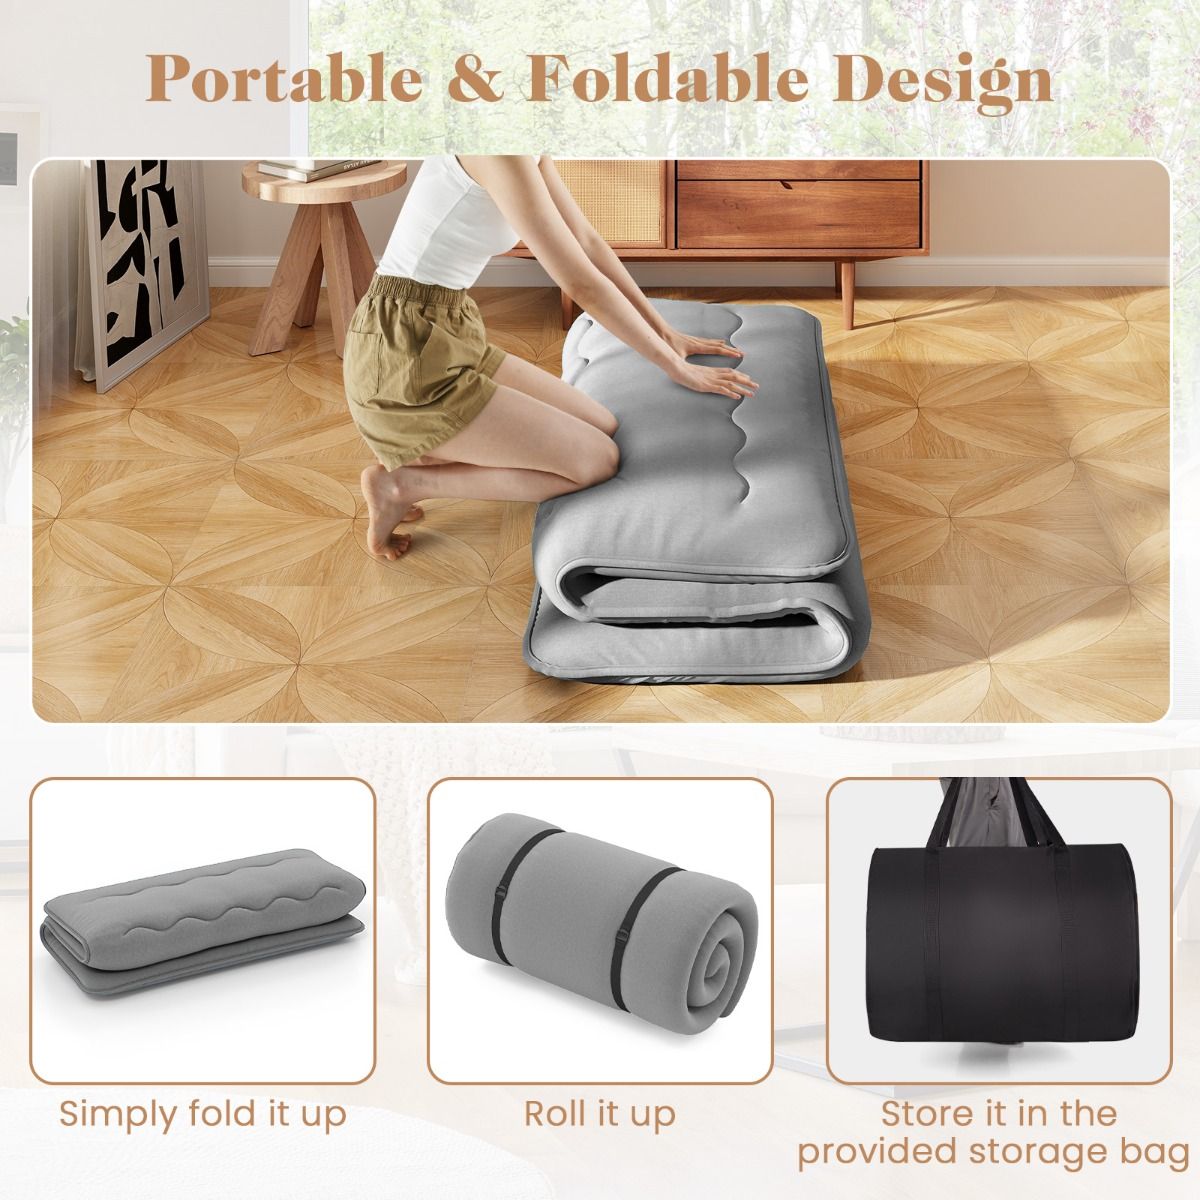 Portable & Foldable Design
Simply fold it up
Roll it up
Store it in the
provided storage bag